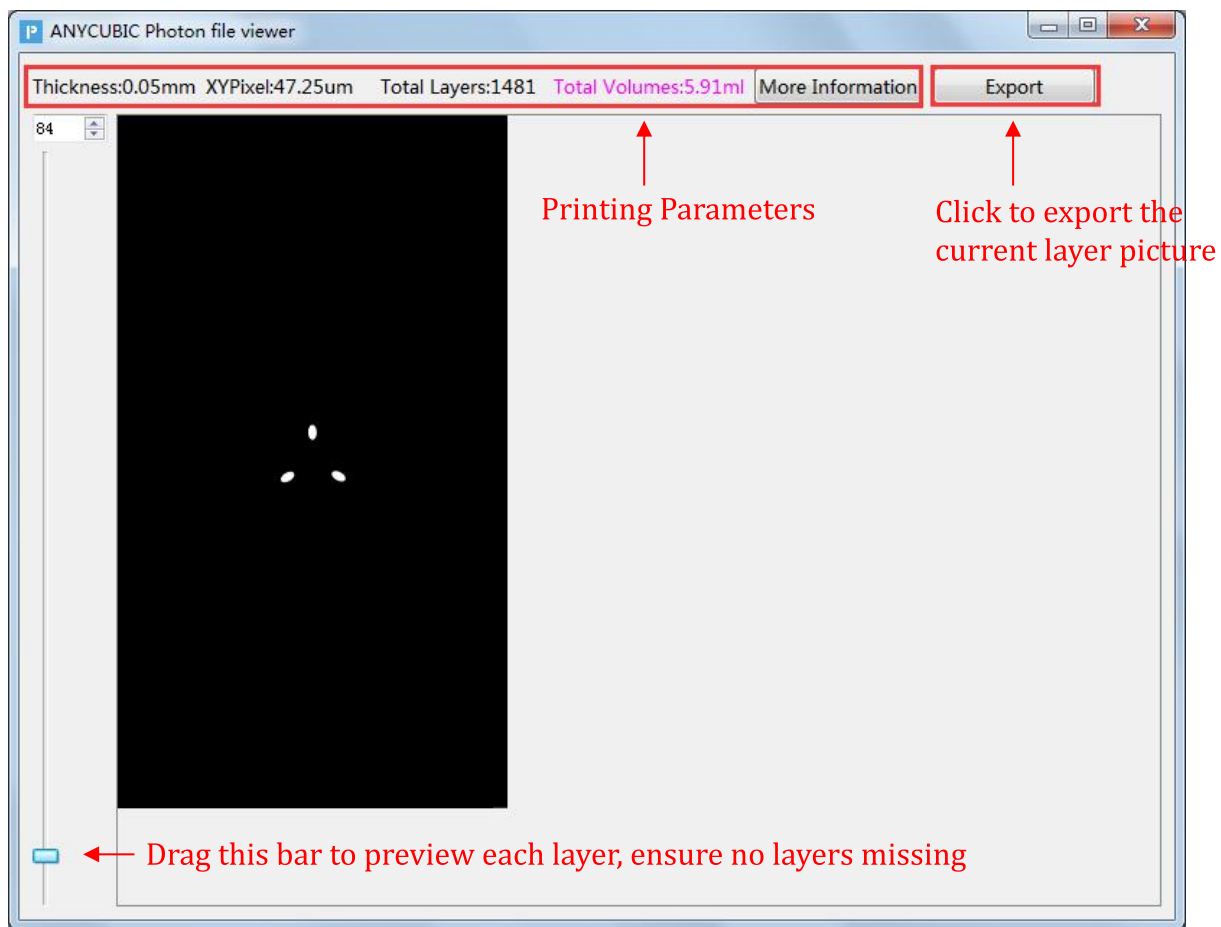 ANYCUBIC Photon file viewer
Thickness:0.05mm XYPixel:47.25um Total Layers:1481 Total Volumes:5.91ml More Information Export
84
Printing Parameters
Click to export the
current layer picture
Drag this bar to preview each layer, ensure no layers missing